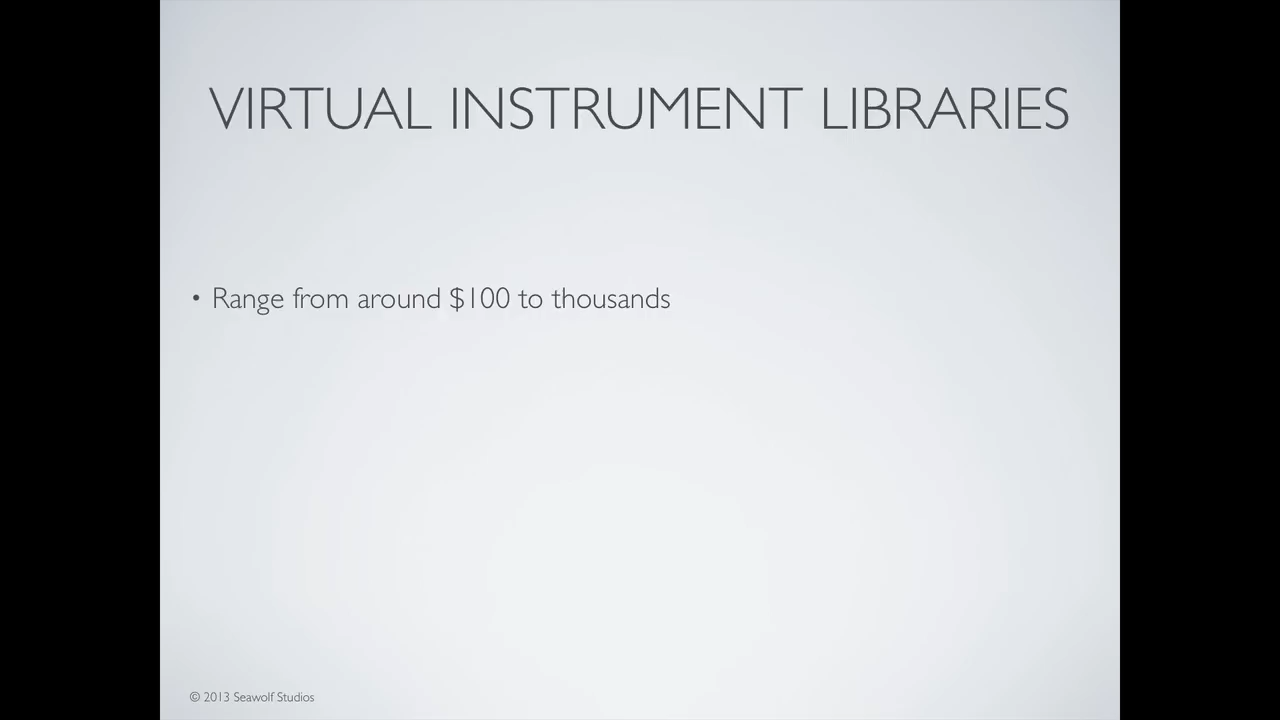 VIRTUAL INSTRUMENT LIBRARIES
• Range from around $100 to thousands
© 2013 Seawolf Studios